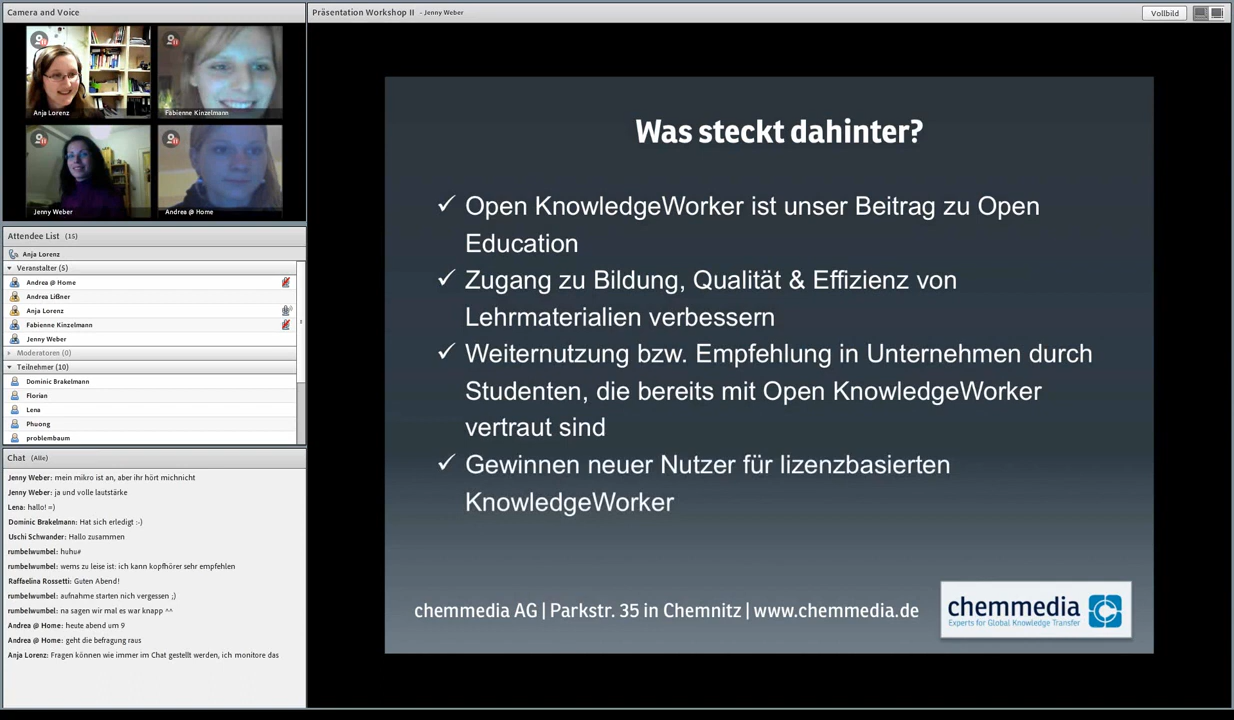 Camera and Voice
Anja Lorenz
Fabienne Kinzelmann
Jenny Weber
Andrea @ Home
Attendee List (15)
Anja Lorenz
Veranstalter (5)
Andrea @ Home
Andrea Lißner
Anja Lorenz
Fabienne Kinzelmann
Jenny Weber
Moderatoren (0)
Teilnehmer (10)
Dominic Brakelmann
Florian
Lena
Phuong
problembaum
Chat (Alle)
Jenny Weber: mein mikro ist an, aber ihr hört michnicht
Jenny Weber: ja und volle lautstärke
Lena: hallo! =)
Dominic Brakelmann: Hat sich erledigt :-)
Uschi Schwander: Hallo zusammen
rumbelwumbel: huhu#
rumbelwumbel: wems zu leise ist: ich kann kopfhörer sehr empfehlen
Raffaelina Rossetti: Guten Abend!
rumbelwumbel: aufnahme starten nich vergessen ;)
rumbelwumbel: na sagen wir mal es war knapp ^^
Andrea @ Home: heute abend um 9
Andrea @ Home: geht die befragung raus
Anja Lorenz: Fragen können wie immer im Chat gestellt werden, ich monitore das
Präsentation Workshop II - Jenny Weber
Vollbild
Was steckt dahinter?
✓ Open KnowledgeWorker ist unser Beitrag zu Open
Education
✓ Zugang zu Bildung, Qualität & Effizienz von
Lehrmaterialien verbessern
✓ Weiternutzung bzw. Empfehlung in Unternehmen durch
Studenten, die bereits mit Open KnowledgeWorker
vertraut sind
✓ Gewinnen neuer Nutzer für lizenzbasierten
KnowledgeWorker
chemmedia AG | Parkstr. 35 in Chemnitz | www.chemmedia.de
chemmedia
Experts for Global Knowledge Transfer